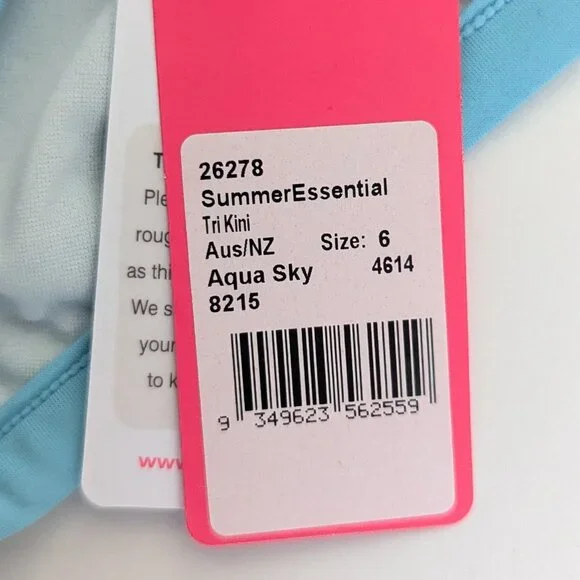 26278
SummerEssential
Tri Kini
Aus/NZ Size: 6
Aqua Sky 4614
8215
9 349623 562559
roug
as thi
We s
your
to k
www.